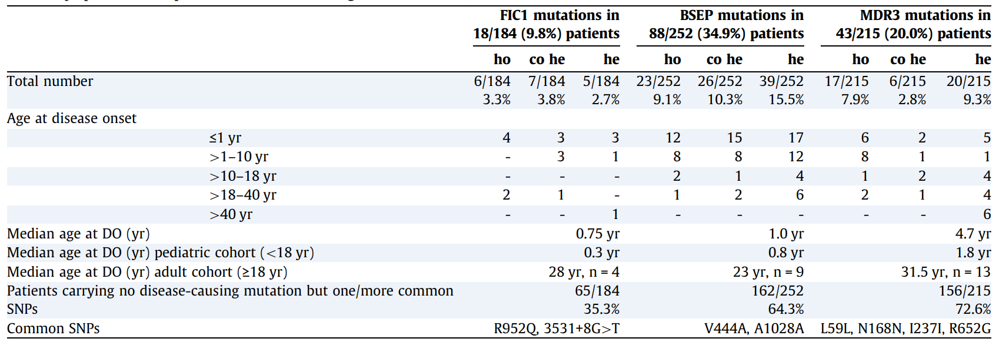 FIC1 mutations in BSEP mutations in MDR3 mutations in
18/184 (9.8%) patients 88/252 (34.9%) patients 43/215 (20.0%) patients
ho co he he ho co he he ho co he he
Total number 6/184 7/184 5/184 23/252 26/252 39/252 17/215 6/215 20/215
3.3% 3.8% 2.7% 9.1% 10.3% 15.5% 7.9% 2.8% 9.3%
Age at disease onset
≤1 yr 4 3 3 12 15 17 6 2 5
>1–10 yr - 3 1 8 8 12 8 1 1
>10–18 yr - - - 2 1 4 1 2 4
>18–40 yr 2 1 - 1 2 6 2 1 4
>40 yr - - 1 - - - - - 6
Median age at DO (yr) 0.75 yr 1.0 yr 4.7 yr
Median age at DO (yr) pediatric cohort (<18 yr) 0.3 yr 0.8 yr 1.8 yr
Median age at DO (yr) adult cohort (≥18 yr) 28 yr, n = 4 23 yr, n = 9 31.5 yr, n = 13
Patients carrying no disease-causing mutation but one/more common 65/184 162/252 156/215
SNPs 35.3% 64.3% 72.6%
Common SNPs R952Q, 3531+8G>T V444A, A1028A L59L, N168N, I237I, R652G